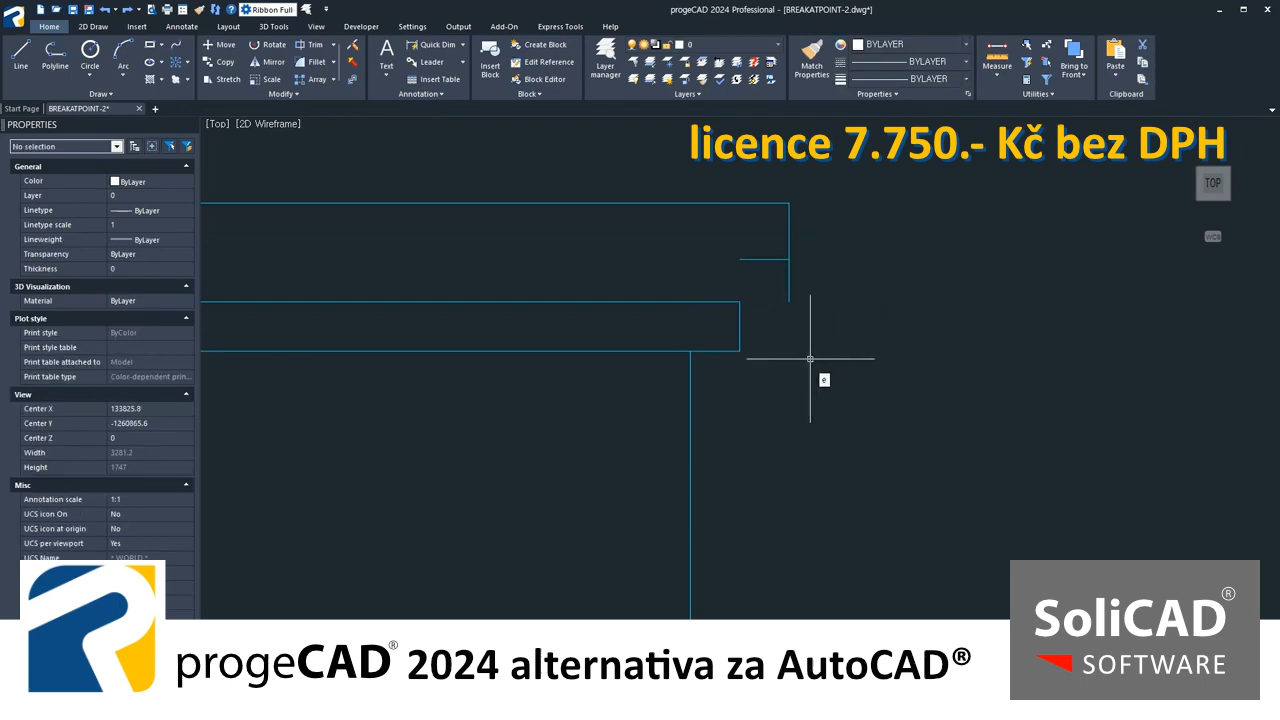 Ribbon Full
progeCAD 2024 Professional - [BREAKATPOINT-2.dwg*]
Home 2D Draw Insert Annotate Layout 3D Tools View Developer Settings Output Add-On Express Tools Help
Line Polyline Circle Arc
Draw
Move Rotate Trim
Copy Mirror Fillet
Stretch Scale Array
Modify
Text
Quick Dim
Leader
Insert Table
Annotation
Insert Block
Create Block
Edit Reference
Block Editor
Block
Layer manager
0
Layers
Match Properties
BYLAYER
BYLAYER
BYLAYER
Properties
Measure
Bring to Front
Utilities
Paste
Clipboard
Start Page BREAKATPOINT-2*
PROPERTIES
[Top] [2D Wireframe]
licence 7.750.- Kč bez DPH
TOP
WCS
No selection
General
Color ByLayer
Layer 0
Linetype ByLayer
Linetype scale 1
Lineweight ByLayer
Transparency ByLayer
Thickness 0
3D Visualization
Material ByLayer
Plot style
Print style ByColor
Print style table
Print table attached to Model
Print table type Color-dependent prin...
View
Center X 133825.8
Center Y -1260865.6
Center Z 0
Width 3281.2
Height 1747
Misc
Annotation scale 1:1
UCS icon On No
UCS icon at origin No
UCS per viewport Yes
UCS Name *WORLD*
e
progeCAD® 2024 alternativa za AutoCAD®
SoliCAD®
SOFTWARE